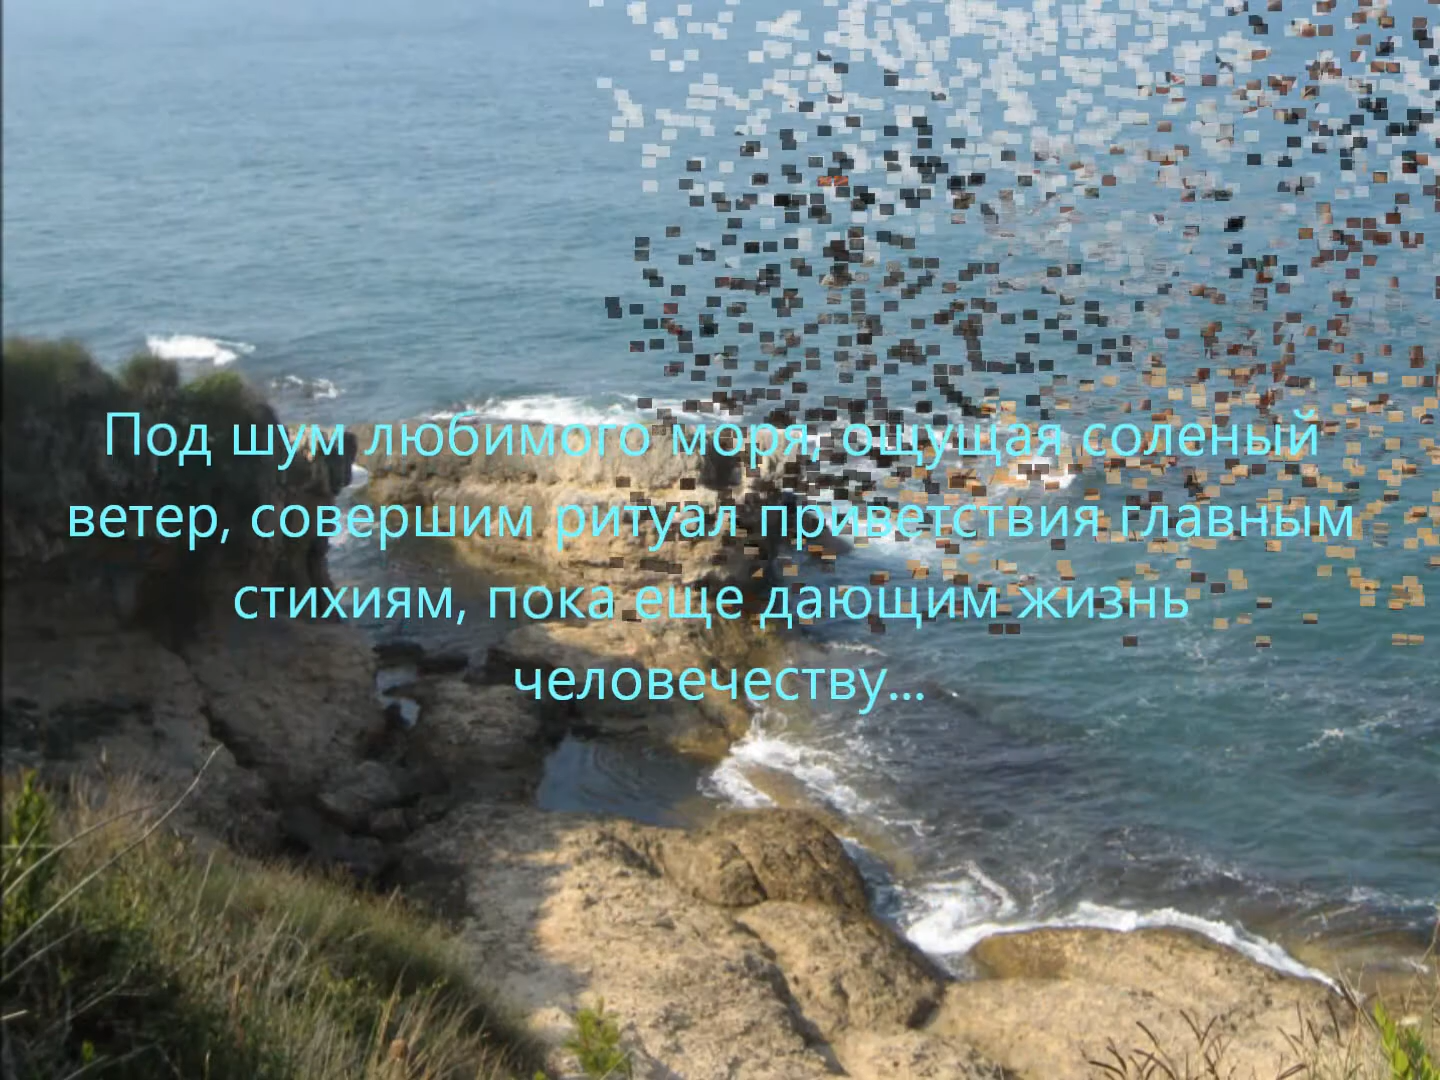 Под шум любимого моря, ощущая соленый
ветер, совершим ритуал приветствия главным
стихиям, пока еще дающим жизнь
человечеству...